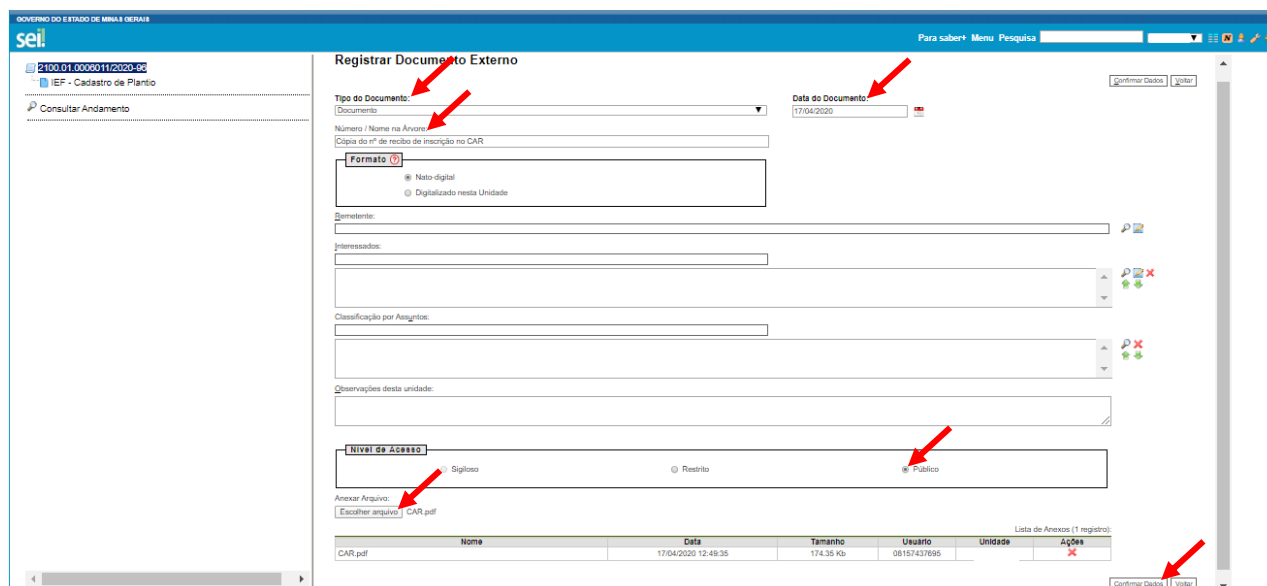 GOVERNO DO ESTADO DE MINAS GERAIS
sei!
Para saber+ Menu Pesquisa
2100.01.0006011/2020-96
IEF - Cadastro de Plantio
Consultar Andamento
Registrar Documento Externo
Confirmar Dados Voltar
Tipo do Documento:
Data do Documento:
Documento
17/04/2020
Número / Nome na Árvore:
Cópia do nº de recibo de inscrição no CAR
Formato
Nato-digital
Digitalizado nesta Unidade
Remetente:
Interessados:
Classificação por Assuntos:
Observações desta unidade:
Nível de Acesso
Sigiloso Restrito Público
Anexar Arquivo:
Escolher arquivo CAR.pdf
Lista de Anexos (1 registro):
Nome Data Tamanho Usuário Unidade Ações
CAR.pdf 17/04/2020 12:49:35 174.35 Kb 08157437695
Confirmar Dados Voltar